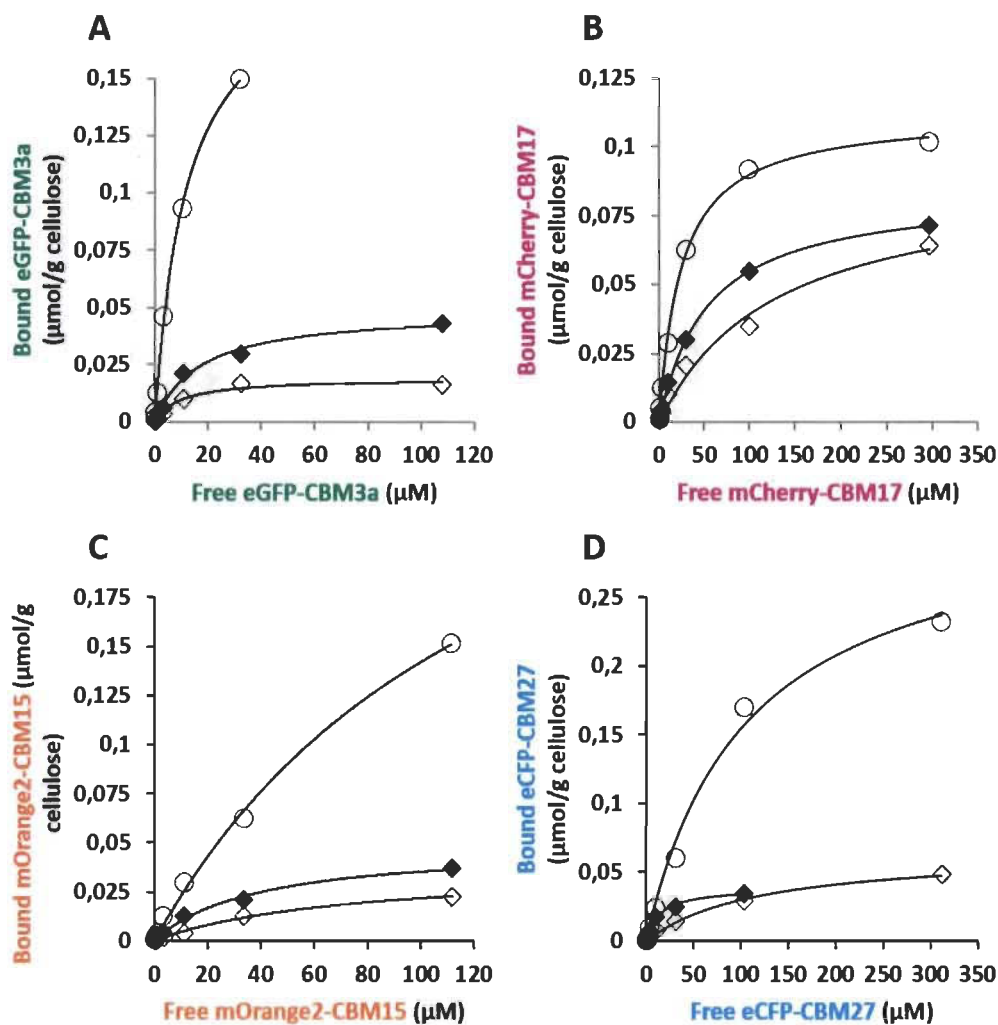 A
Bound eGFP-CBM3a
(µmol/g cellulose)
0,15
0,125
0,1
0,075
0,05
0,025
0
0 20 40 60 80 100 120
Free eGFP-CBM3a (µM)
B
Bound mCherry-CBM17
(µmol/g cellulose)
0,125
0,1
0,075
0,05
0,025
0
0 50 100 150 200 250 300 350
Free mCherry-CBM17 (µM)
C
Bound mOrange2-CBM15 (µmol/g
cellulose)
0,175
0,15
0,125
0,1
0,075
0,05
0,025
0
0 20 40 60 80 100 120
Free mOrange2-CBM15 (µM)
D
Bound eCFP-CBM27
(µmol/g cellulose)
0,25
0,2
0,15
0,1
0,05
0
0 50 100 150 200 250 300 350
Free eCFP-CBM27 (µM)